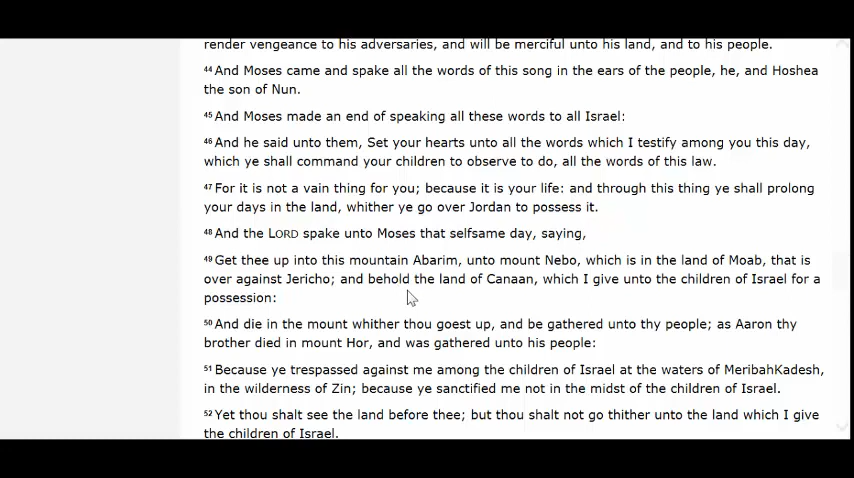 render vengeance to his adversaries, and will be merciful unto his land, and to his people.
44 And Moses came and spake all the words of this song in the ears of the people, he, and Hoshea
the son of Nun.
45 And Moses made an end of speaking all these words to all Israel:
46 And he said unto them, Set your hearts unto all the words which I testify among you this day,
which ye shall command your children to observe to do, all the words of this law.
47 For it is not a vain thing for you; because it is your life: and through this thing ye shall prolong
your days in the land, whither ye go over Jordan to possess it.
48 And the LORD spake unto Moses that selfsame day, saying,
49 Get thee up into this mountain Abarim, unto mount Nebo, which is in the land of Moab, that is
over against Jericho; and behold the land of Canaan, which I give unto the children of Israel for a
possession:
50 And die in the mount whither thou goest up, and be gathered unto thy people; as Aaron thy
brother died in mount Hor, and was gathered unto his people:
51 Because ye trespassed against me among the children of Israel at the waters of MeribahKadesh,
in the wilderness of Zin; because ye sanctified me not in the midst of the children of Israel.
52 Yet thou shalt see the land before thee; but thou shalt not go thither unto the land which I give
the children of Israel.